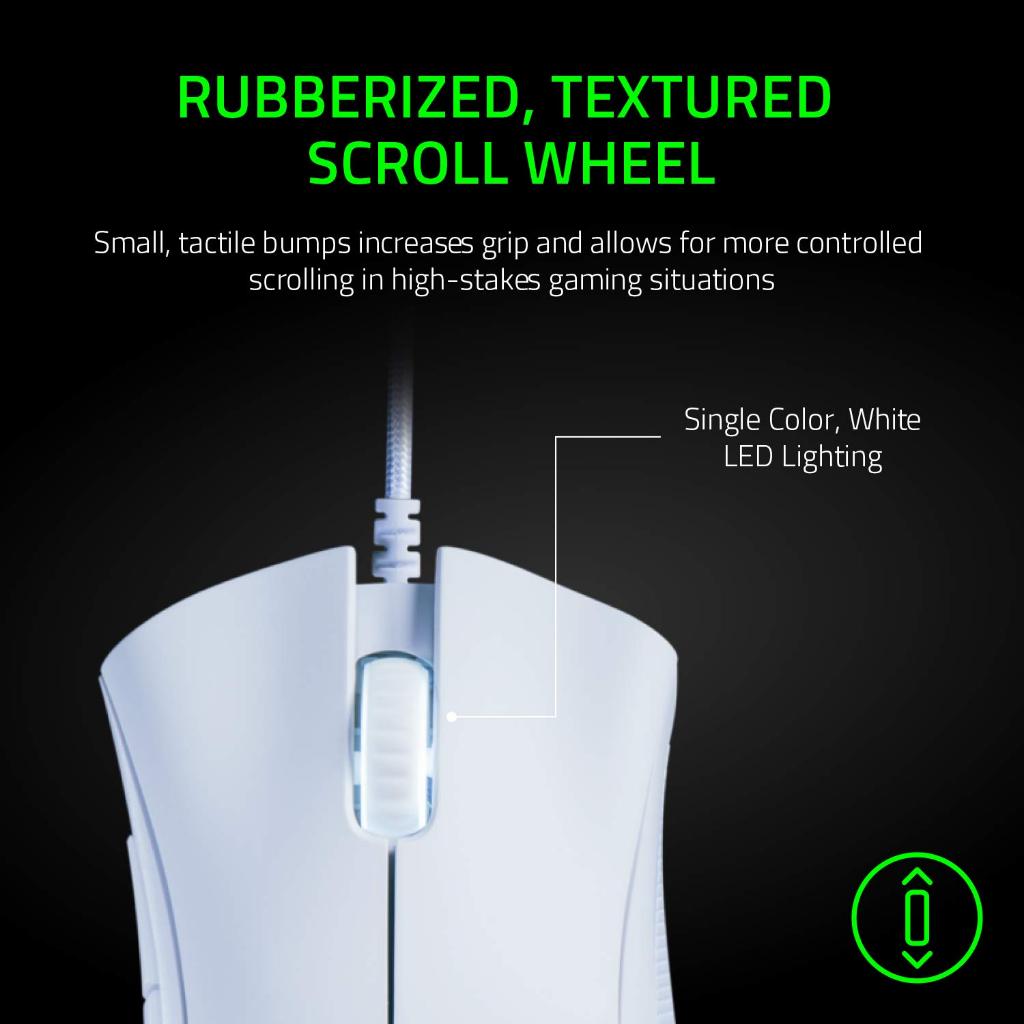 RUBBERIZED, TEXTURED
SCROLL WHEEL
Small, tactile bumps increases grip and allows for more controlled
scrolling in high-stakes gaming situations
Single Color, White
LED Lighting